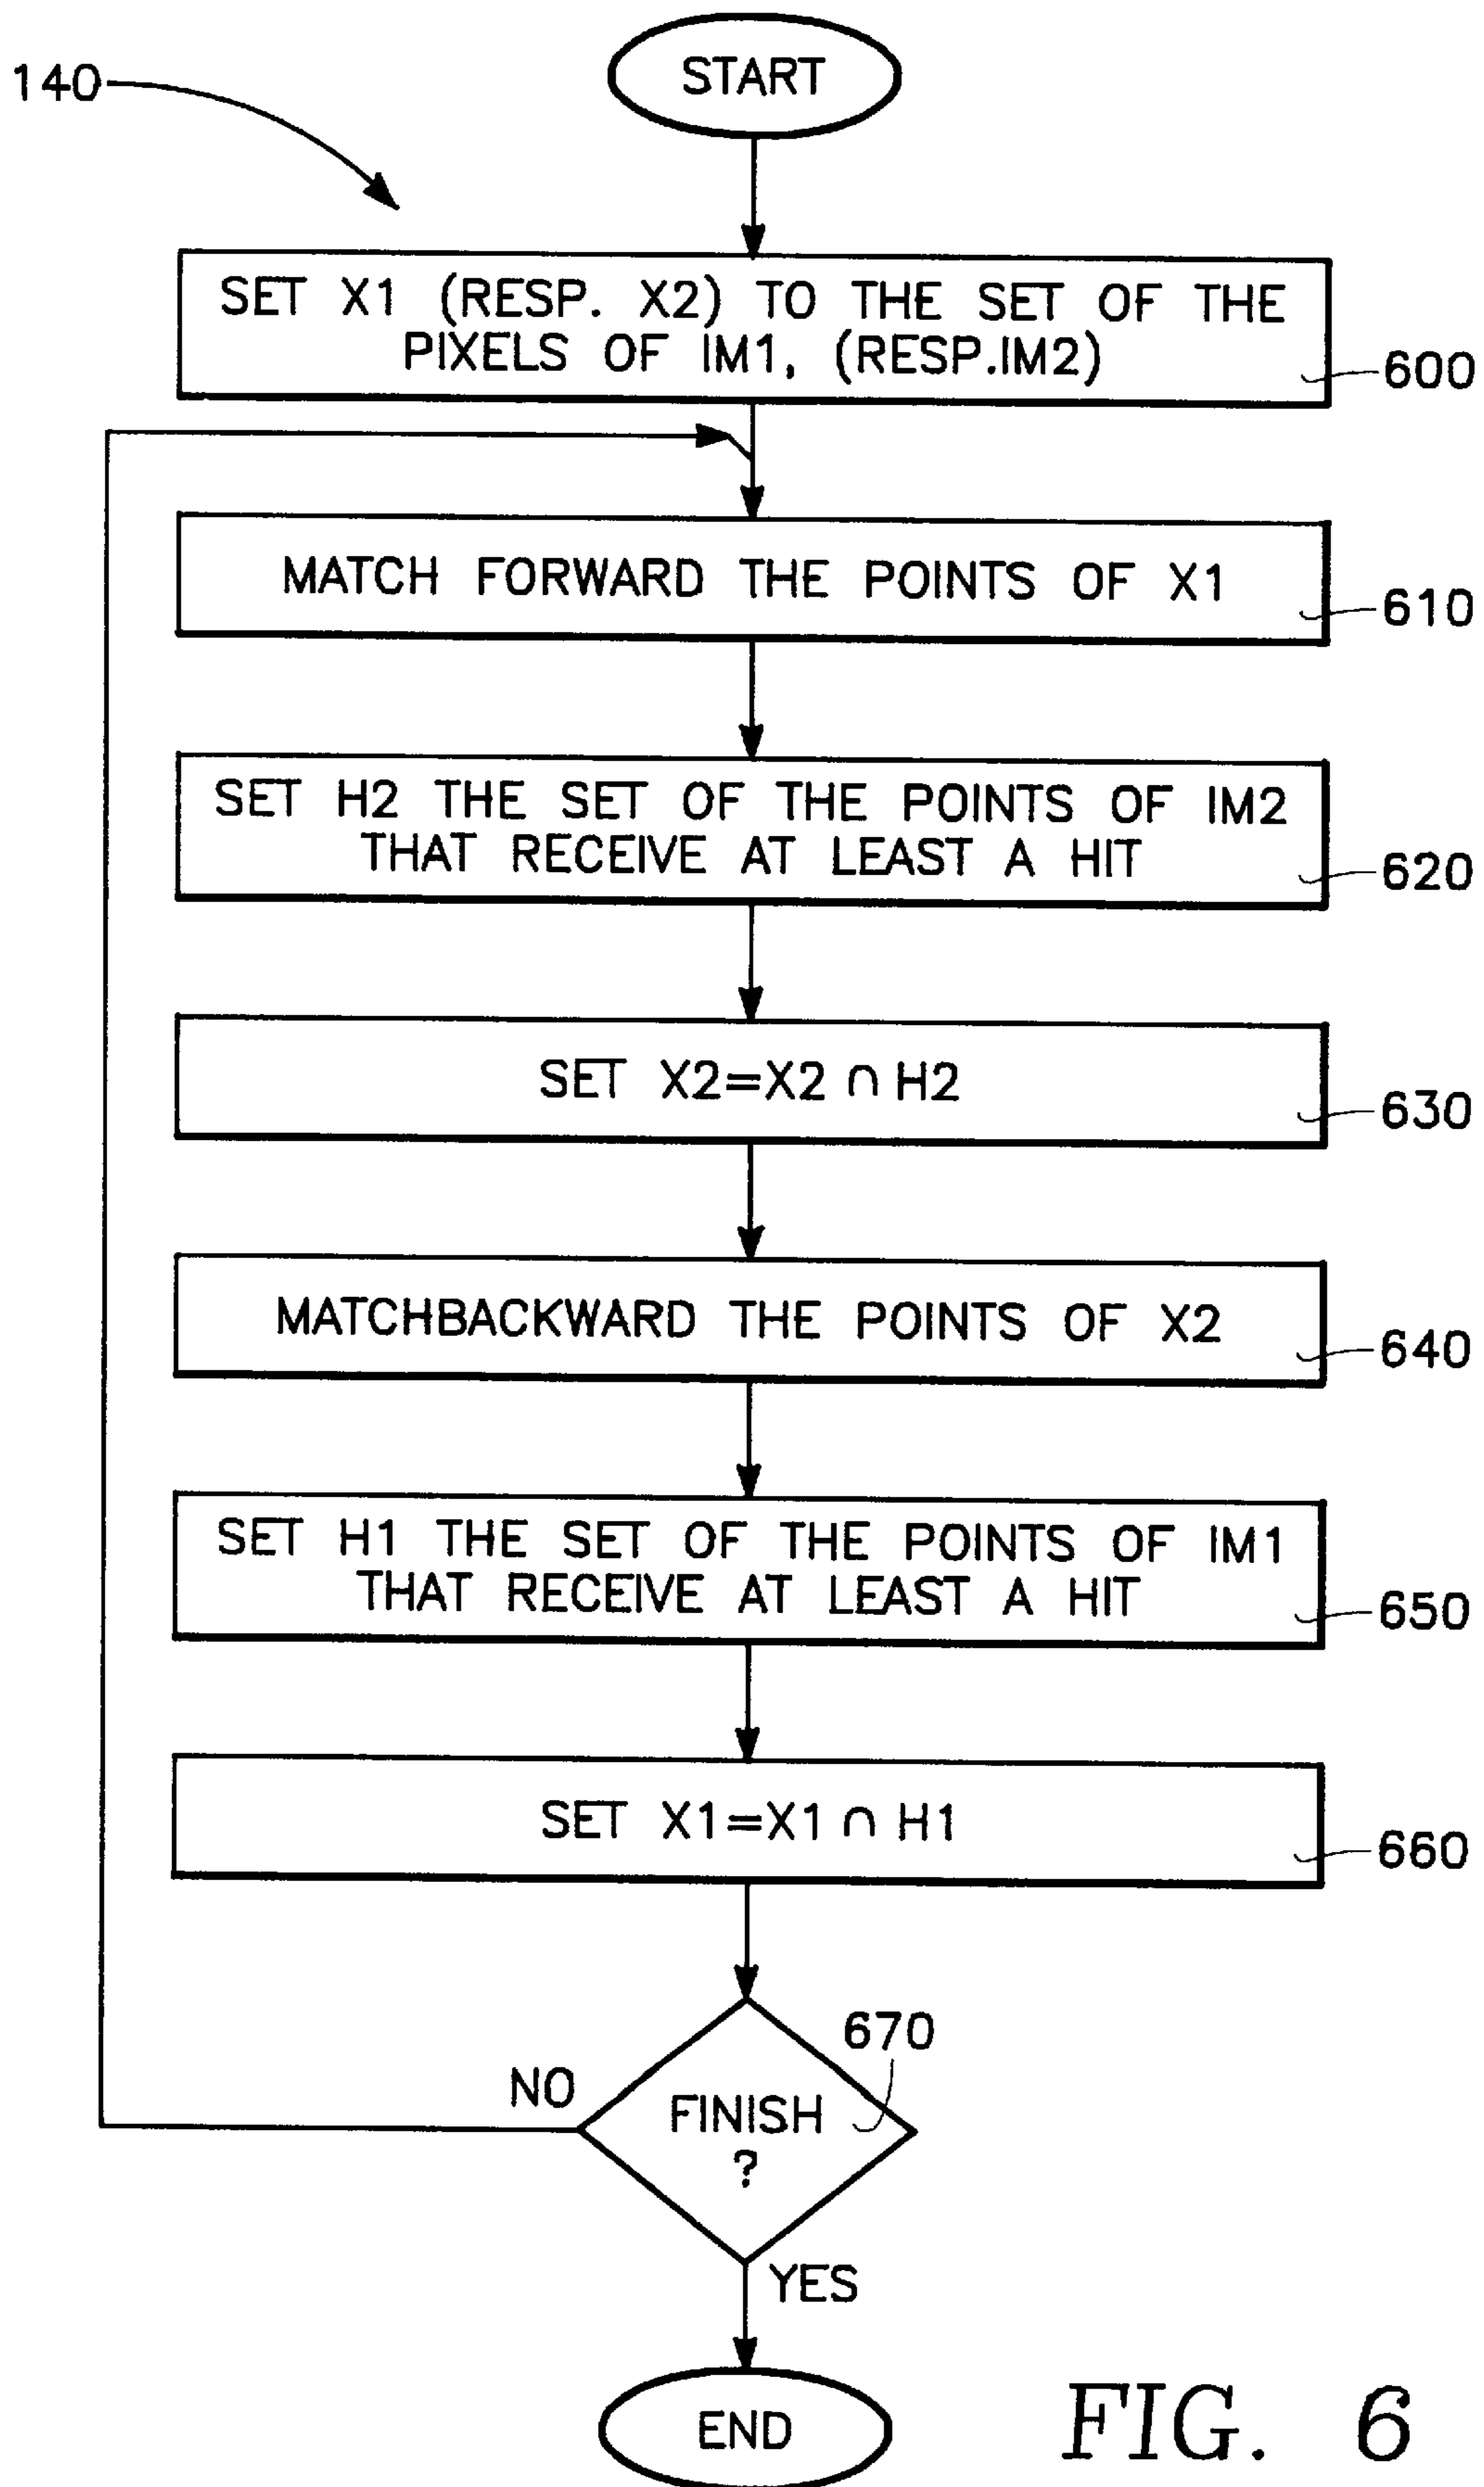 START
140
SET X1 (RESP. X2) TO THE SET OF THE
PIXELS OF IM1, (RESP.IM2)
600
MATCH FORWARD THE POINTS OF X1
610
SET H2 THE SET OF THE POINTS OF IM2
THAT RECEIVE AT LEAST A HIT
620
SET X2=X2 ∩ H2
630
MATCHBACKWARD THE POINTS OF X2
640
SET H1 THE SET OF THE POINTS OF IM1
THAT RECEIVE AT LEAST A HIT
650
SET X1=X1 ∩ H1
660
670
NO
FINISH
?
YES
END
FIG. 6